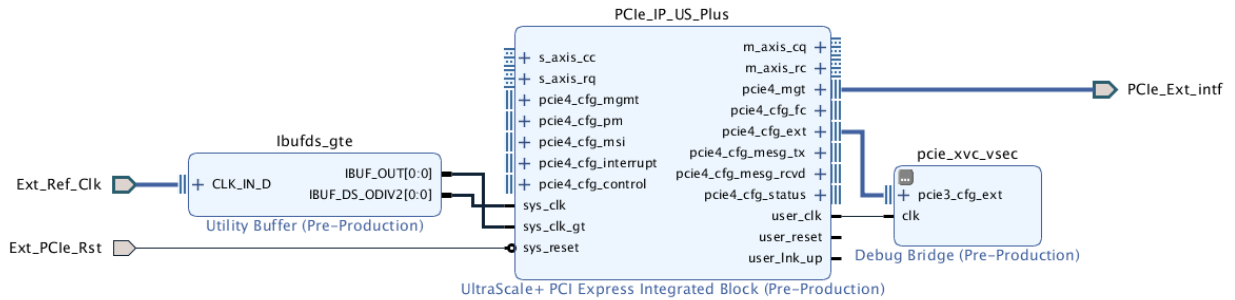 PCIe_IP_US_Plus
s_axis_cc
s_axis_rq
pcie4_cfg_mgmt
pcie4_cfg_pm
pcie4_cfg_msi
pcie4_cfg_interrupt
pcie4_cfg_control
sys_clk
sys_clk_gt
sys_reset
m_axis_cq
m_axis_rc
pcie4_mgt
pcie4_cfg_fc
pcie4_cfg_ext
pcie4_cfg_mesg_tx
pcie4_cfg_mesg_rcvd
pcie4_cfg_status
user_clk
user_reset
user_lnk_up
UltraScale+ PCI Express Integrated Block (Pre-Production)
Ibufds_gte
CLK_IN_D
IBUF_OUT[0:0]
IBUF_DS_ODIV2[0:0]
Utility Buffer (Pre-Production)
Ext_Ref_Clk
Ext_PCIe_Rst
PCIe_Ext_intf
pcie_xvc_vsec
...
pcie3_cfg_ext
clk
Debug Bridge (Pre-Production)